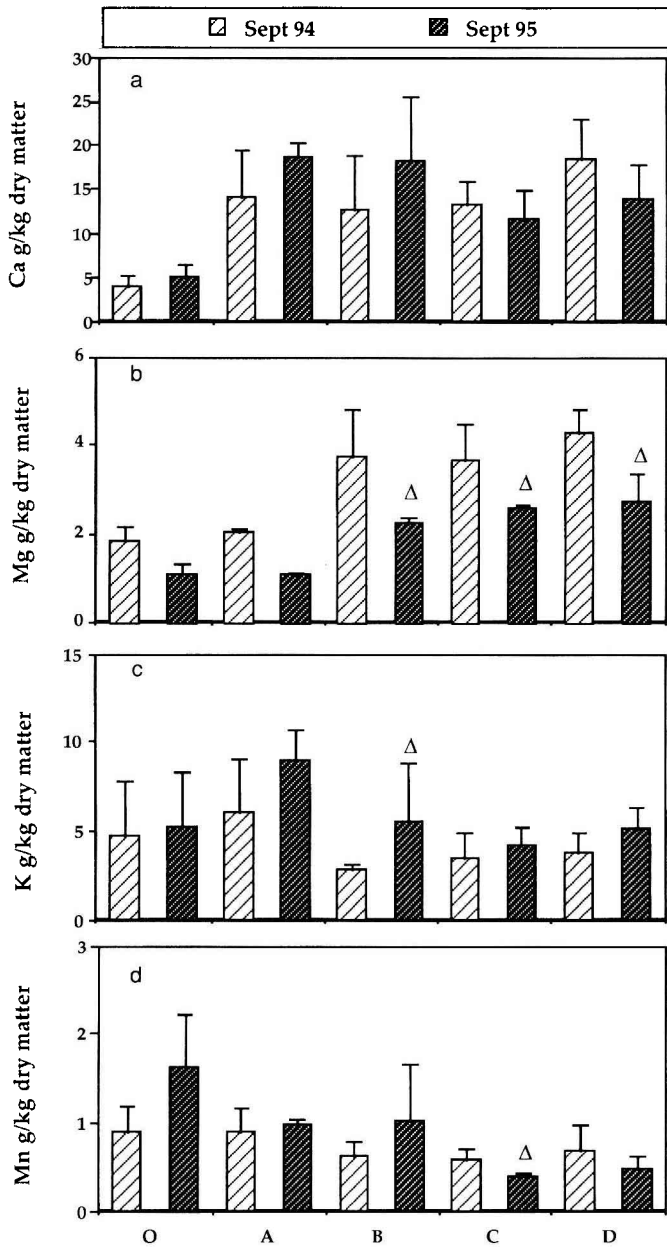 Sept 94 Sept 95
a
Ca g/kg dry matter
30
25
20
15
10
5
0
b
Mg g/kg dry matter
6
4
2
0
Δ Δ Δ
c
K g/kg dry matter
15
10
5
0
Δ
d
Mn g/kg dry matter
3
2
1
0
Δ
O A B C D